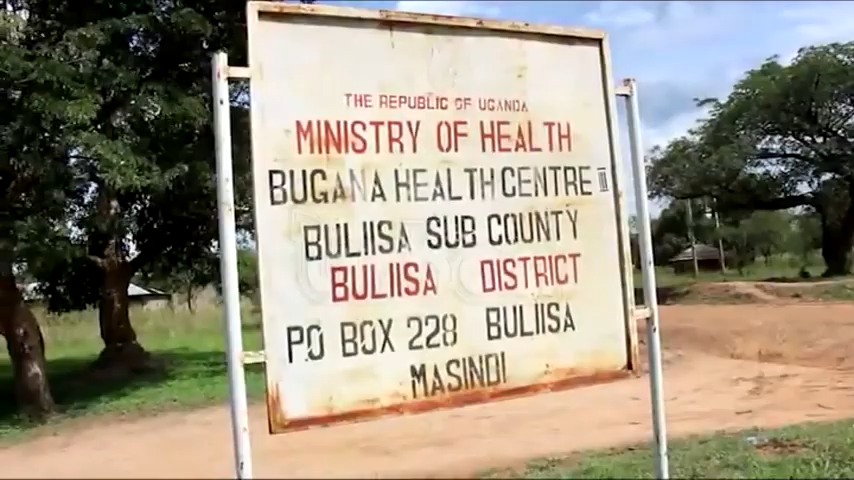 THE REPUBLIC OF UGANDA
MINISTRY OF HEALTH
BUGANA HEALTH CENTRE III
BULIISA SUB COUNTY
BULIISA DISTRICT
PO BOX 228 BULIISA
MASINDI